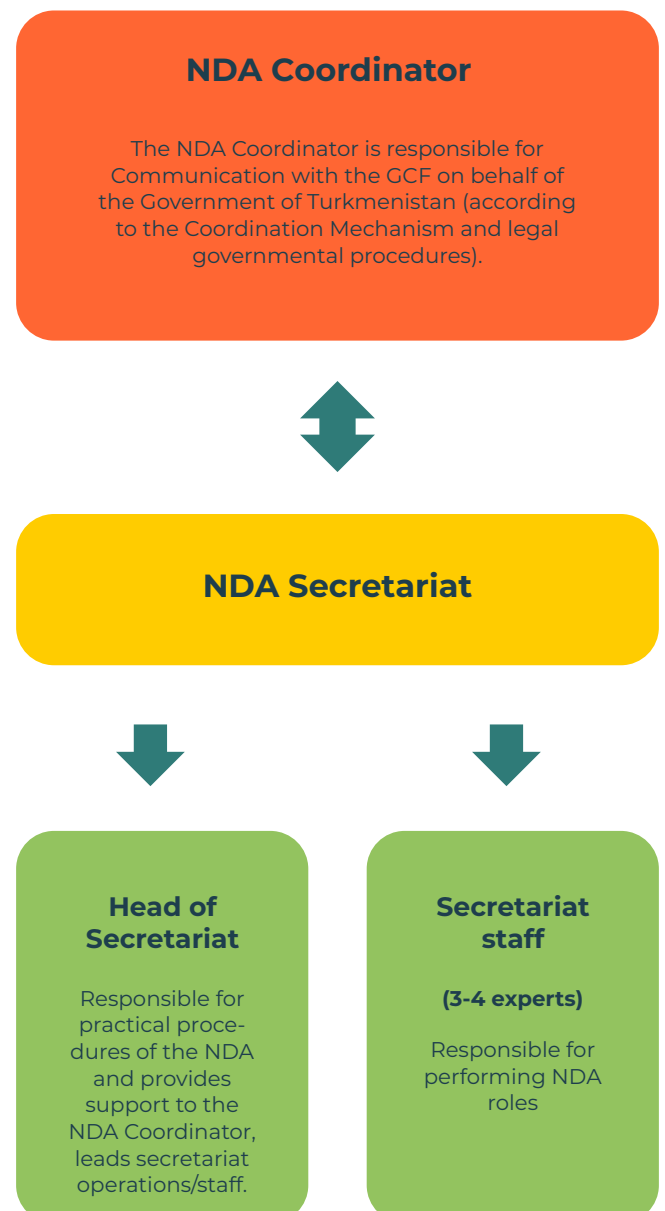 NDA Coordinator
The NDA Coordinator is responsible for
Communication with the GCF on behalf of
the Government of Turkmenistan (according
to the Coordination Mechanism and legal
governmental procedures).
NDA Secretariat
Head of
Secretariat
Responsible for
practical proce-
dures of the NDA
and provides
support to the
NDA Coordinator,
leads secretariat
operations/staff.
Secretariat
staff
(3-4 experts)
Responsible for
performing NDA
roles